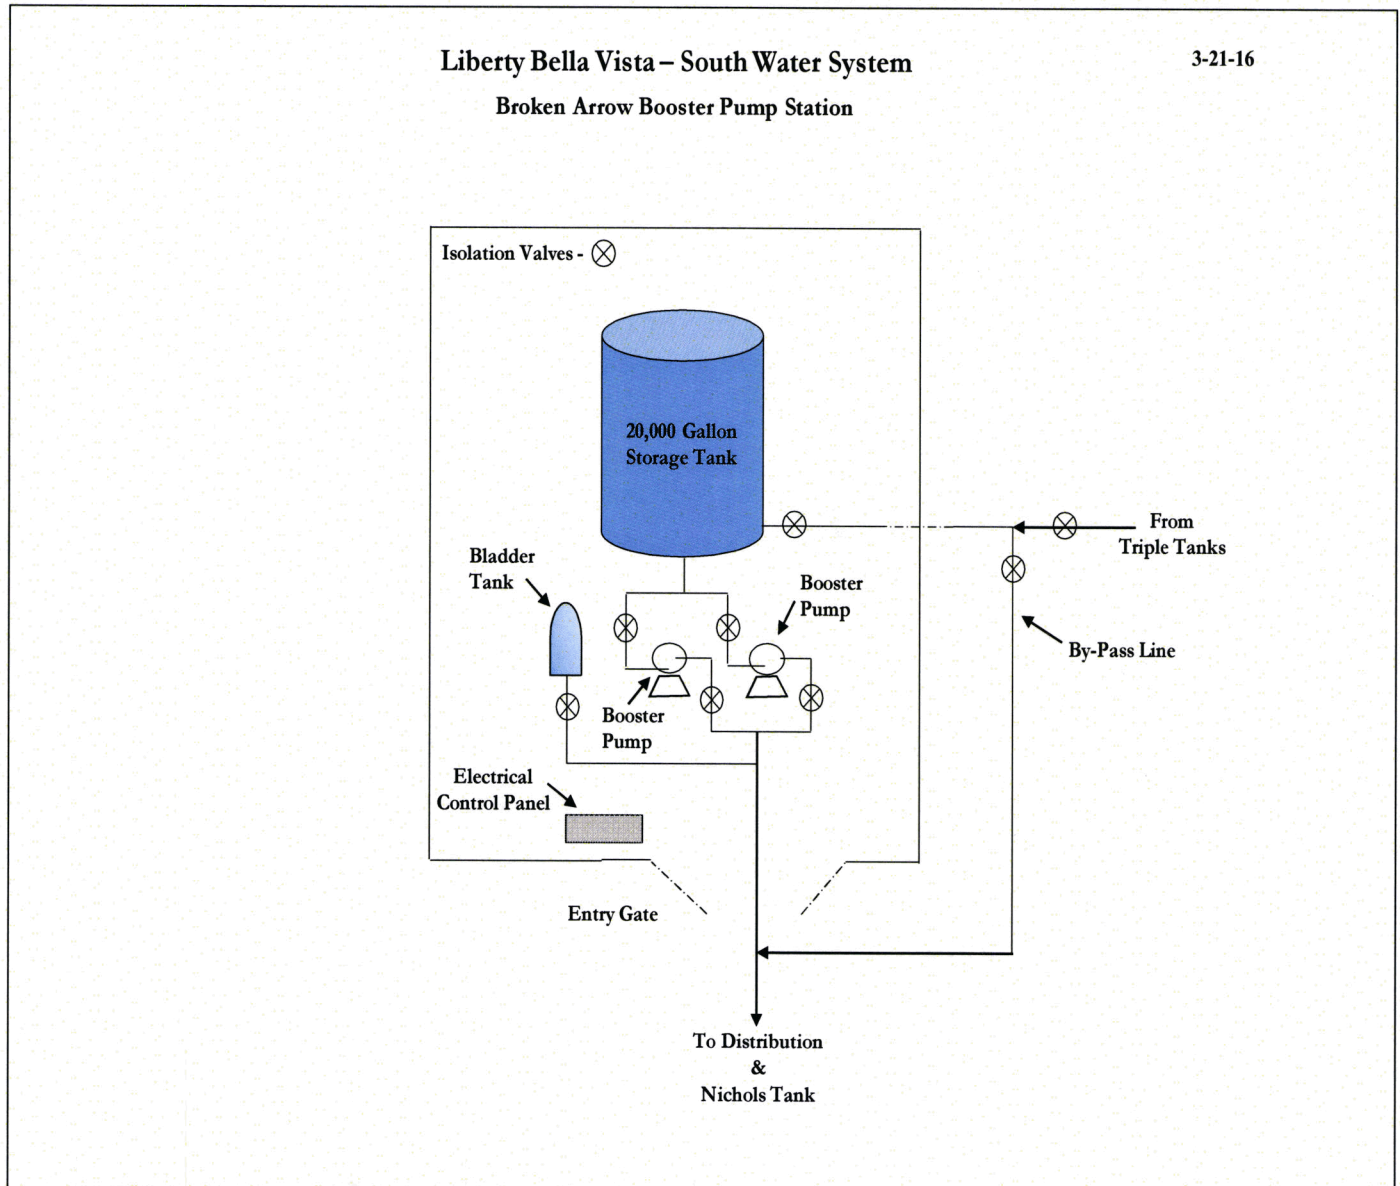 Liberty Bella Vista – South Water System
3-21-16
Broken Arrow Booster Pump Station
Isolation Valves -
20,000 Gallon
Storage Tank
From
Triple Tanks
Bladder
Tank
Booster
Pump
By-Pass Line
Booster
Pump
Electrical
Control Panel
Entry Gate
To Distribution
&
Nichols Tank